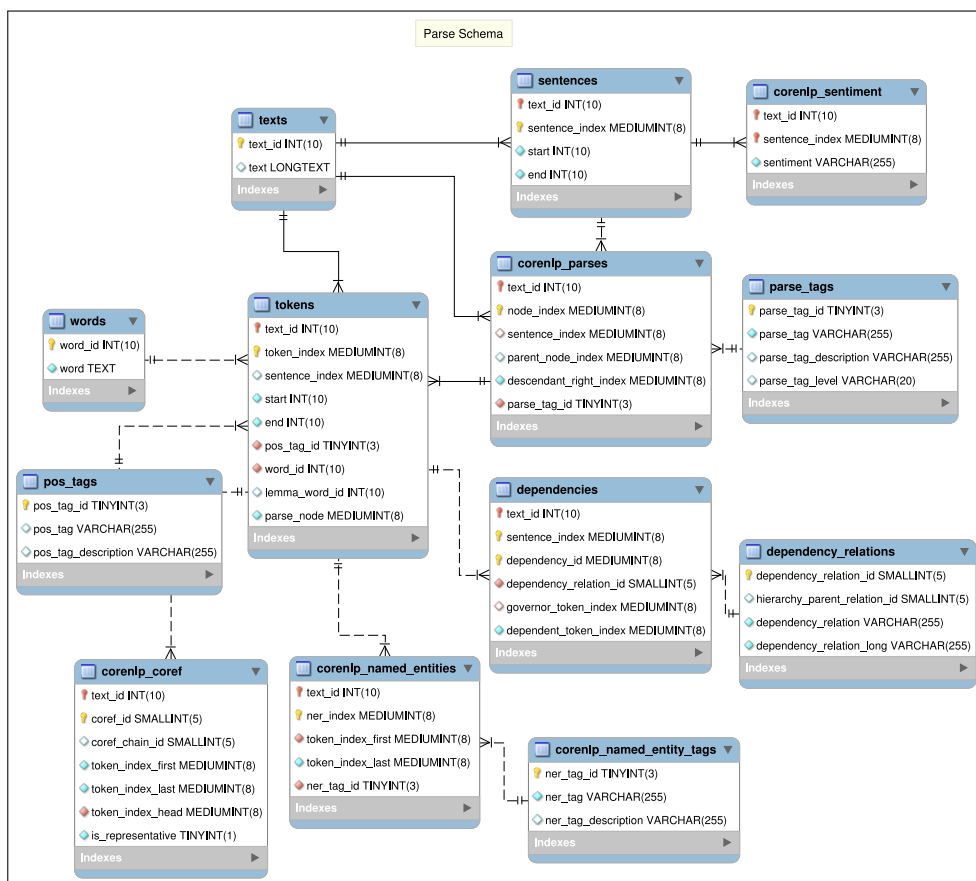 Parse Schema
sentences
text_id INT(10)
sentence_index MEDIUMINT(8)
start INT(10)
end INT(10)
Indexes
corenlp_sentiment
text_id INT(10)
sentence_index MEDIUMINT(8)
sentiment VARCHAR(255)
Indexes
texts
text_id INT(10)
text LONGTEXT
Indexes
corenlp_parses
text_id INT(10)
node_index MEDIUMINT(8)
sentence_index MEDIUMINT(8)
parent_node_index MEDIUMINT(8)
descendant_right_index MEDIUMINT(8)
parse_tag_id TINYINT(3)
Indexes
parse_tags
parse_tag_id TINYINT(3)
parse_tag VARCHAR(255)
parse_tag_description VARCHAR(255)
parse_tag_level VARCHAR(20)
Indexes
tokens
text_id INT(10)
token_index MEDIUMINT(8)
sentence_index MEDIUMINT(8)
start INT(10)
end INT(10)
pos_tag_id TINYINT(3)
word_id INT(10)
lemma_word_id INT(10)
parse_node MEDIUMINT(8)
Indexes
words
word_id INT(10)
word TEXT
Indexes
pos_tags
pos_tag_id TINYINT(3)
pos_tag VARCHAR(255)
pos_tag_description VARCHAR(255)
Indexes
dependencies
text_id INT(10)
sentence_index MEDIUMINT(8)
dependency_id MEDIUMINT(8)
dependency_relation_id SMALLINT(5)
governor_token_index MEDIUMINT(8)
dependent_token_index MEDIUMINT(8)
Indexes
dependency_relations
dependency_relation_id SMALLINT(5)
hierarchy_parent_relation_id SMALLINT(5)
dependency_relation VARCHAR(255)
dependency_relation_long VARCHAR(255)
Indexes
corenlp_coref
text_id INT(10)
coref_id SMALLINT(5)
coref_chain_id SMALLINT(5)
token_index_first MEDIUMINT(8)
token_index_last MEDIUMINT(8)
token_index_head MEDIUMINT(8)
is_representative TINYINT(1)
Indexes
corenlp_named_entities
text_id INT(10)
ner_index MEDIUMINT(8)
token_index_first MEDIUMINT(8)
token_index_last MEDIUMINT(8)
ner_tag_id TINYINT(3)
Indexes
corenlp_named_entity_tags
ner_tag_id TINYINT(3)
ner_tag VARCHAR(255)
ner_tag_description VARCHAR(255)
Indexes